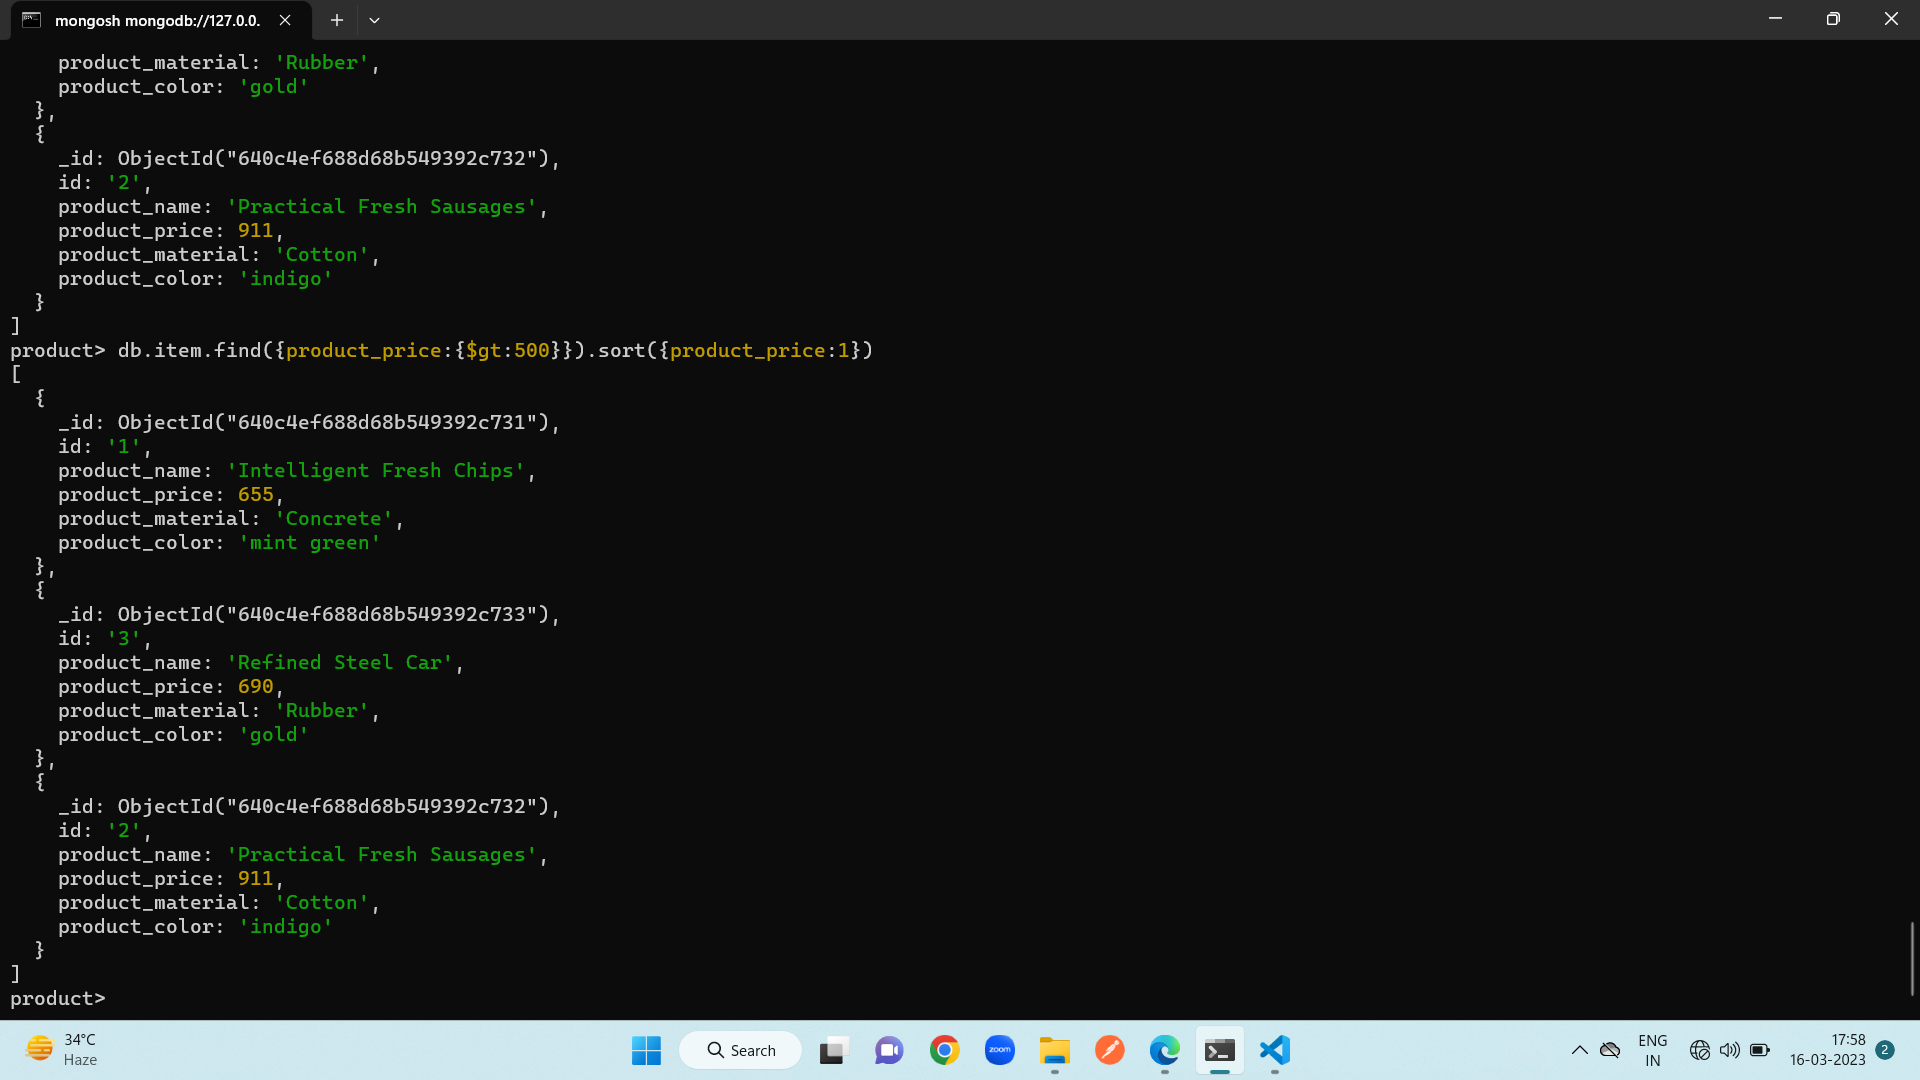 mongosh mongodb://127.0.0.
    product_material: 'Rubber',
    product_color: 'gold'
  },
  {
    _id: ObjectId("640c4ef688d68b549392c732"),
    id: '2',
    product_name: 'Practical Fresh Sausages',
    product_price: 911,
    product_material: 'Cotton',
    product_color: 'indigo'
  }
]
product> db.item.find({product_price:{$gt:500}}).sort({product_price:1})
[
  {
    _id: ObjectId("640c4ef688d68b549392c731"),
    id: '1',
    product_name: 'Intelligent Fresh Chips',
    product_price: 655,
    product_material: 'Concrete',
    product_color: 'mint green'
  },
  {
    _id: ObjectId("640c4ef688d68b549392c733"),
    id: '3',
    product_name: 'Refined Steel Car',
    product_price: 690,
    product_material: 'Rubber',
    product_color: 'gold'
  },
  {
    _id: ObjectId("640c4ef688d68b549392c732"),
    id: '2',
    product_name: 'Practical Fresh Sausages',
    product_price: 911,
    product_material: 'Cotton',
    product_color: 'indigo'
  }
]
product>
34°C
Haze
Search
zoom
ENG
IN
17:58
16-03-2023
2